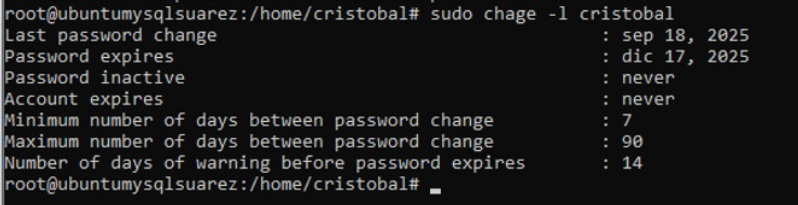 root@ubuntumysqlsuarez:/home/cristobal# sudo chage -l cristobal
Last password change : sep 18, 2025
Password expires : dic 17, 2025
Password inactive : never
Account expires : never
Minimum number of days between password change : 7
Maximum number of days between password change : 90
Number of days of warning before password expires : 14
root@ubuntumysqlsuarez:/home/cristobal#